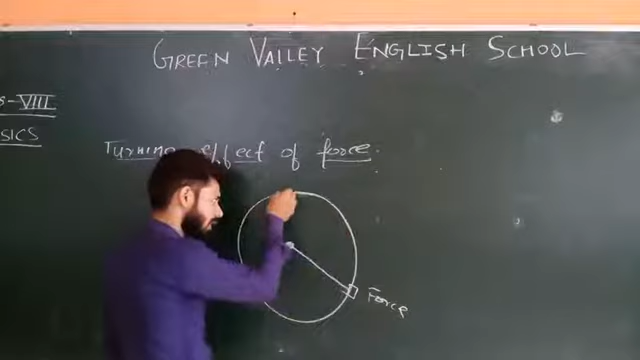 GREEN VALLEY ENGLISH SCHOOL
-VIII
SICS
Turning effect of force.
Force